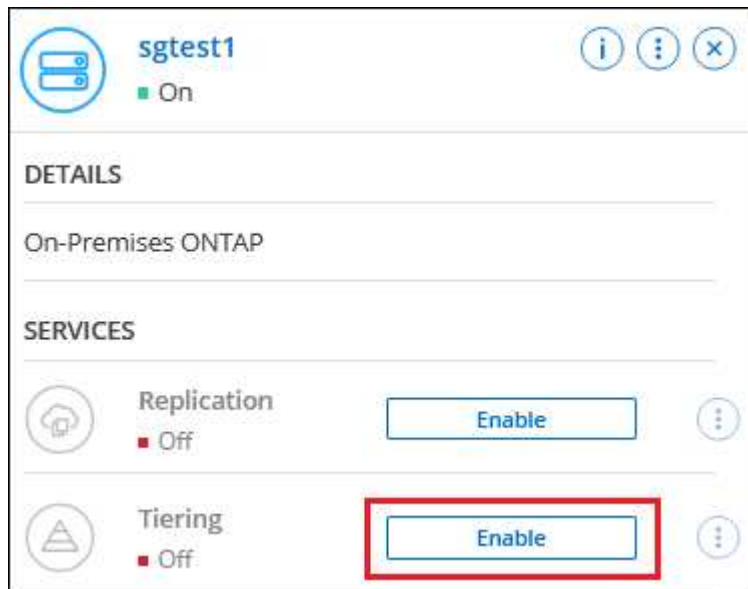 sgtest1
On
DETAILS
On-Premises ONTAP
SERVICES
Replication
Enable
Off
Tiering
Enable
Off